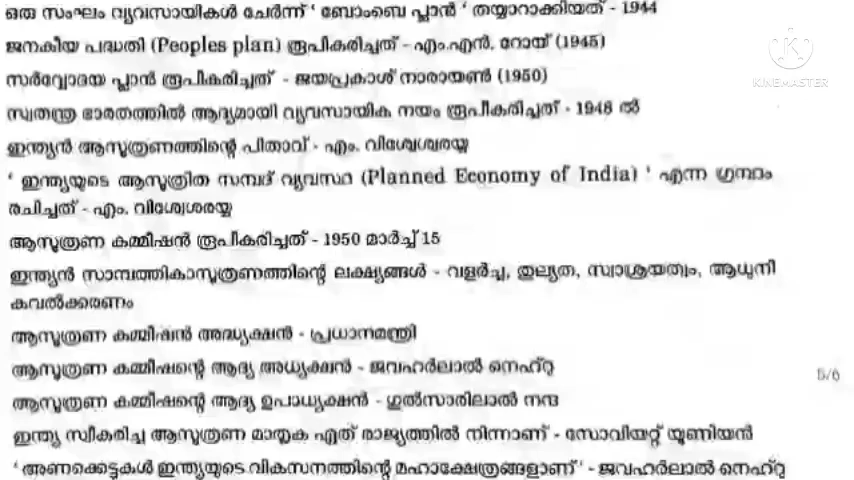 ഒരു സംഘം വ്യവസായികൾ ചേർന്ന് ' ബോംബെ പ്ലാൻ ' തയ്യാറാക്കിയത് - 1944
ജനകീയ പദ്ധതി (Peoples plan) രൂപികരിച്ചത് - എം.എൻ. റോയ് (1945)
KINEMASTER
സർവ്വോദയ പ്ലാൻ രൂപികരിച്ചത് - ജയപ്രകാശ് നാരായൺ (1950)
സ്വതന്ത്ര ഭാരതത്തിൽ ആദ്യമായി വ്യവസായിക നയം രൂപീകരിച്ചത് - 1948 ൽ
ഇന്ത്യൻ ആസൂത്രണത്തിന്റെ പിതാവ് - എം. വിശ്വേശ്വരയ്യ
' ഇന്ത്യയുടെ ആസൂത്രിത സമ്പദ് വ്യവസ്ഥ (Planned Economy of India) ' എന്ന ഗ്രന്ഥം
രചിച്ചത് - എം. വിശ്വേശരയ്യ
ആസൂത്രണ കമ്മീഷൻ രൂപീകരിച്ചത് - 1950 മാർച്ച് 15
ഇന്ത്യൻ സാമ്പത്തികാസൂത്രണത്തിന്റെ ലക്ഷ്യങ്ങൾ - വളർച്ച, തുല്യത, സ്വാശ്രയത്വം, ആധുനീ
കവൽക്കരണം
ആസൂത്രണ കമ്മീഷൻ അദ്ധ്യക്ഷൻ - പ്രധാനമന്ത്രി
ആസൂത്രണ കമ്മീഷന്റെ ആദ്യ അധ്യക്ഷൻ - ജവഹർലാൽ നെഹ്റു
5/6
ആസൂത്രണ കമ്മീഷന്റെ ആദ്യ ഉപാധ്യക്ഷൻ - ഗുൽസാരിലാൽ നന്ദ
ഇന്ത്യ സ്വീകരിച്ച ആസൂത്രണ മാതൃക ഏത് രാജ്യത്തിൽ നിന്നാണ് - സോവിയറ്റ് യൂണിയൻ
' അണക്കെട്ടുകൾ ഇന്ത്യയുടെ വികസനത്തിന്റെ മഹാക്ഷേത്രങ്ങളാണ് ' - ജവഹർലാൽ നെഹ്റു